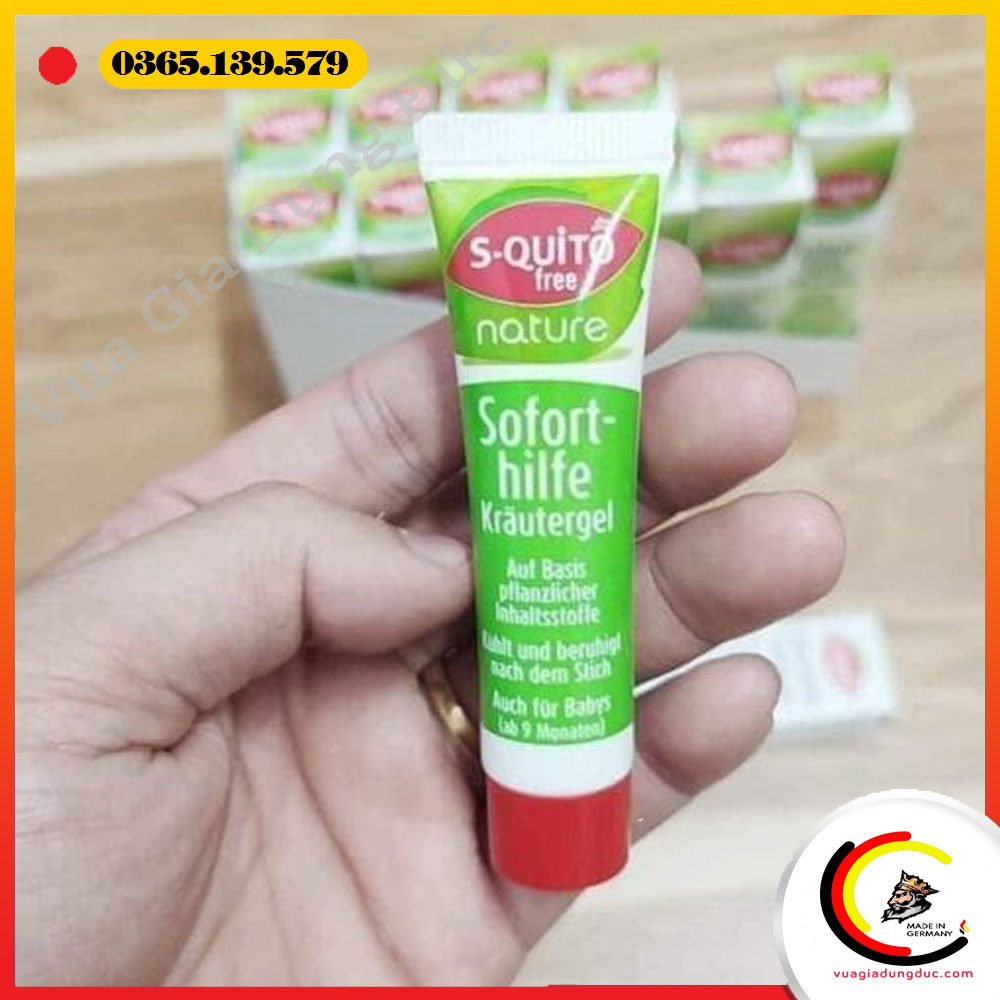 0365.139.579
Vua Gia Dụng Đức
S-QUITO
free
nature
Sofort-
hilfe
Kräutergel
Auf Basis
pflanzlicher
Inhaltsstoffe
Kühlt und beruhigt
nach dem Stich
Auch für Babys
(ab 9 Monaten)
MADE IN
GERMANY
vuagiadungduc.com